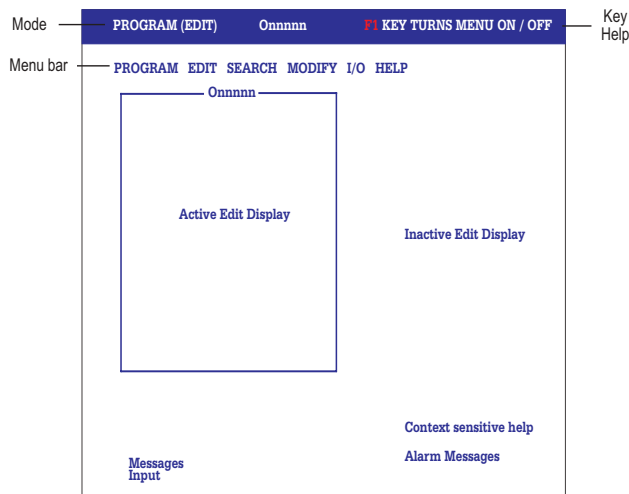 Mode
PROGRAM (EDIT) Onnnnn F1 KEY TURNS MENU ON / OFF
Key
Help
Menu bar
PROGRAM EDIT SEARCH MODIFY I/O HELP
Onnnnn
Active Edit Display
Inactive Edit Display
Context sensitive help
Alarm Messages
Messages
Input